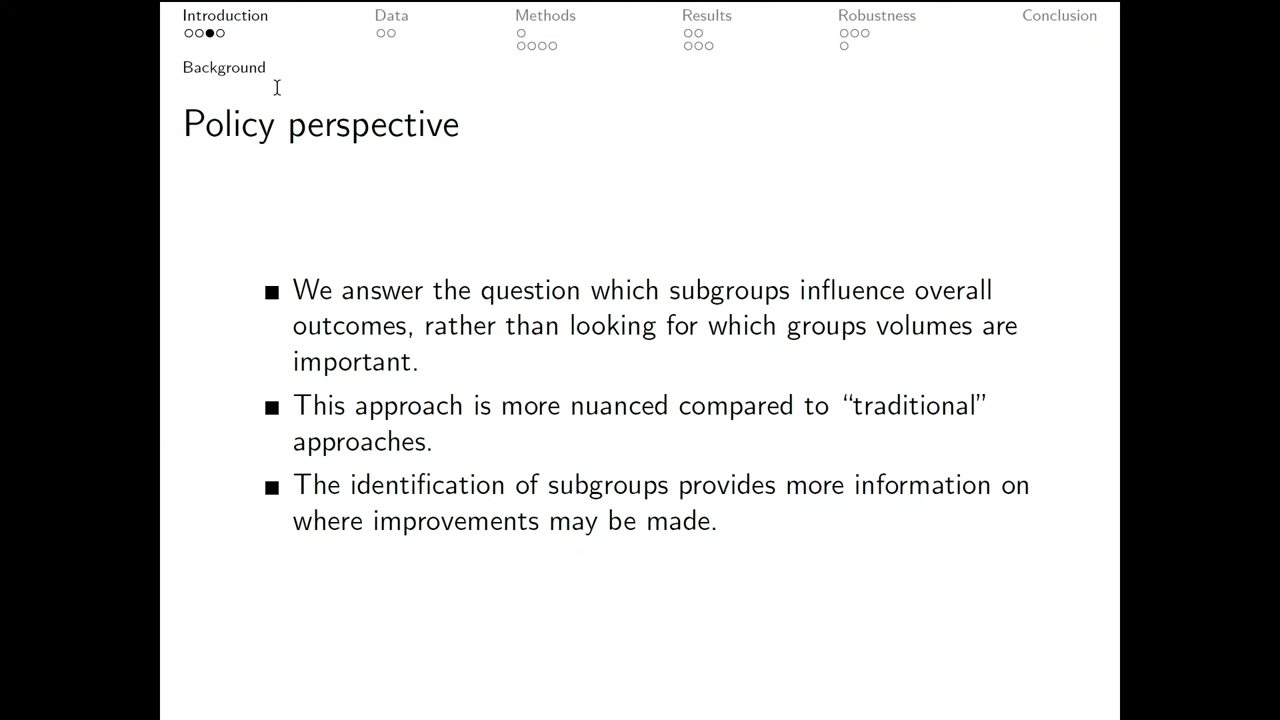 Introduction Data Methods Results Robustness Conclusion
Background
Policy perspective
We answer the question which subgroups influence overall
outcomes, rather than looking for which groups volumes are
important.
This approach is more nuanced compared to “traditional”
approaches.
The identification of subgroups provides more information on
where improvements may be made.